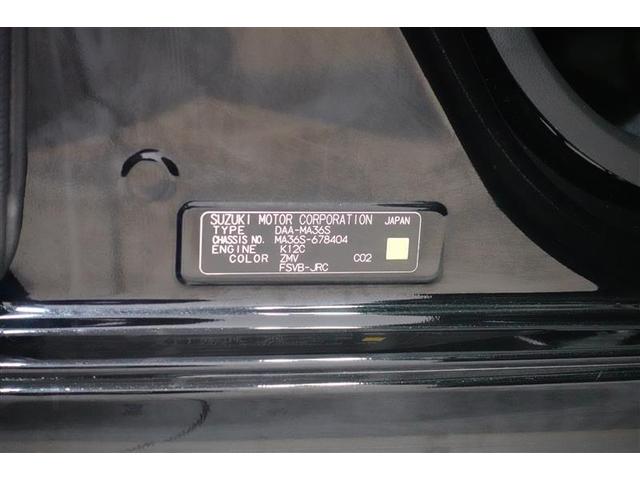 SUZUKI MOTOR CORPORATION JAPAN
TYPE DAA-MA36S
CHASSIS NO. MA36S-678404
ENGINE K12C
COLOR ZMV C02
FSVB-JRC